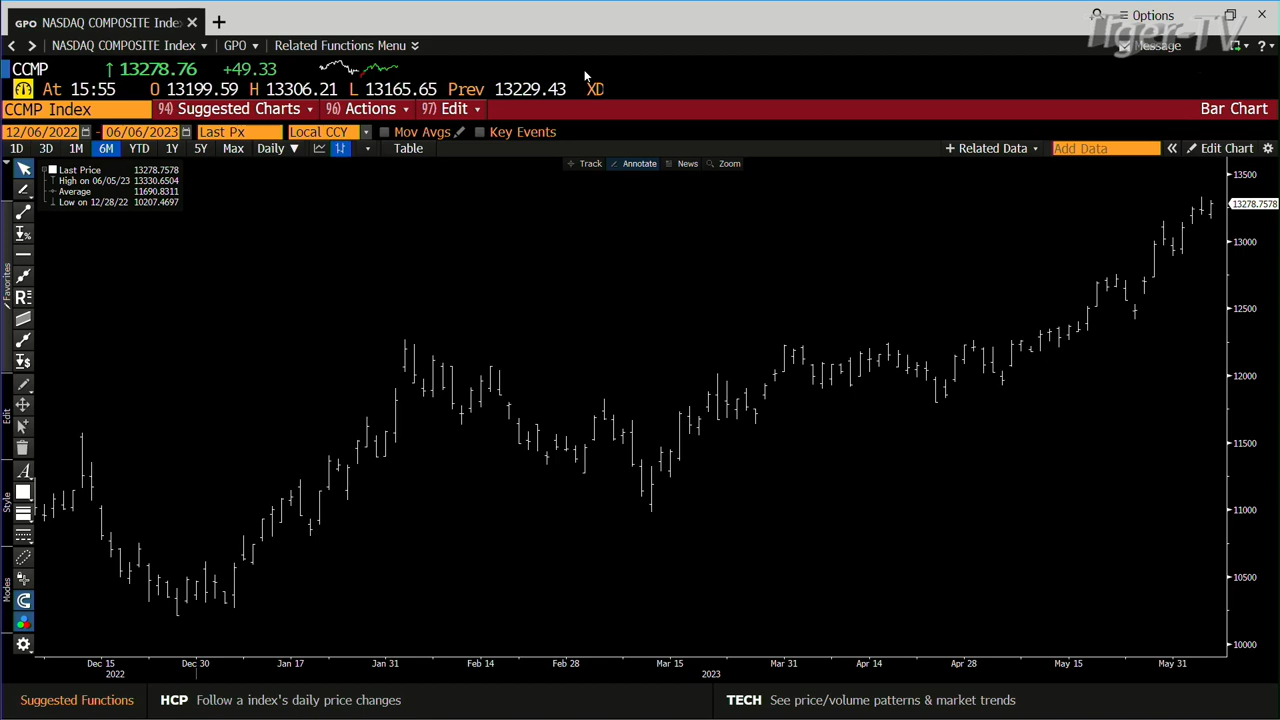 GPO NASDAQ COMPOSITE Inde ✕ +
Options
Tiger-TV
NASDAQ COMPOSITE Index GPO Related Functions Menu Message ?
CCMP ↑ 13278.76 +49.33
At 15:55 O 13199.59 H 13306.21 L 13165.65 Prev 13229.43 XD
CCMP Index 94) Suggested Charts 96) Actions 97) Edit Bar Chart
12/06/2022 - 06/06/2023 Last Px Local CCY Mov Avgs Key Events
1D 3D 1M 6M YTD 1Y 5Y Max Daily ▼ Table + Related Data Add Data « Edit Chart
Track Annotate News Zoom
Last Price 13278.7578
High on 06/05/23 13330.6504
Average 11690.8311
Low on 12/28/22 10207.4697
13500
13278.7578
13000
12500
12000
11500
11000
10500
10000
Favorites
Edit
Style
Modes
Dec 15 Dec 30 Jan 17 Jan 31 Feb 14 Feb 28 Mar 15 Mar 31 Apr 14 Apr 28 May 15 May 31
2022 2023
Suggested Functions HCP Follow a index's daily price changes TECH See price/volume patterns & market trends